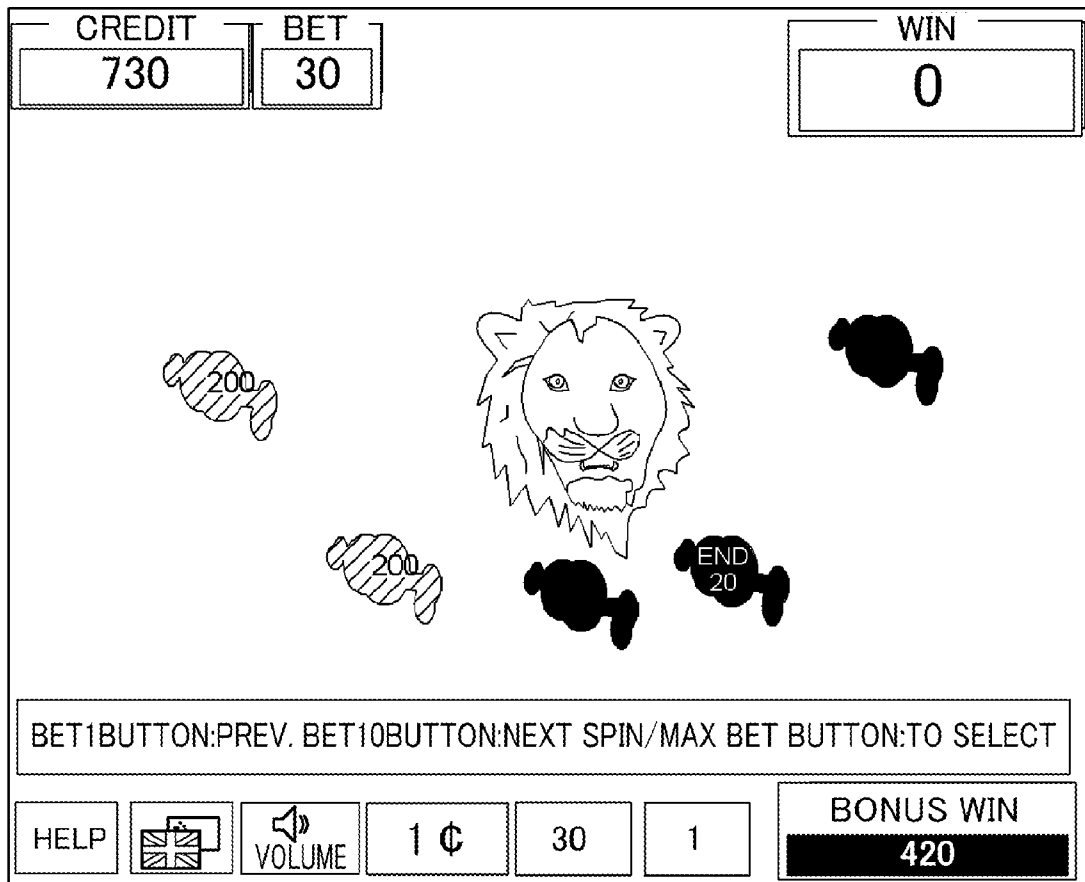 CREDIT BET WIN
730 30 0
200
200
END
20
BET1BUTTON:PREV. BET10BUTTON:NEXT SPIN/MAX BET BUTTON:TO SELECT
HELP VOLUME 1 ¢ 30 1 BONUS WIN
420